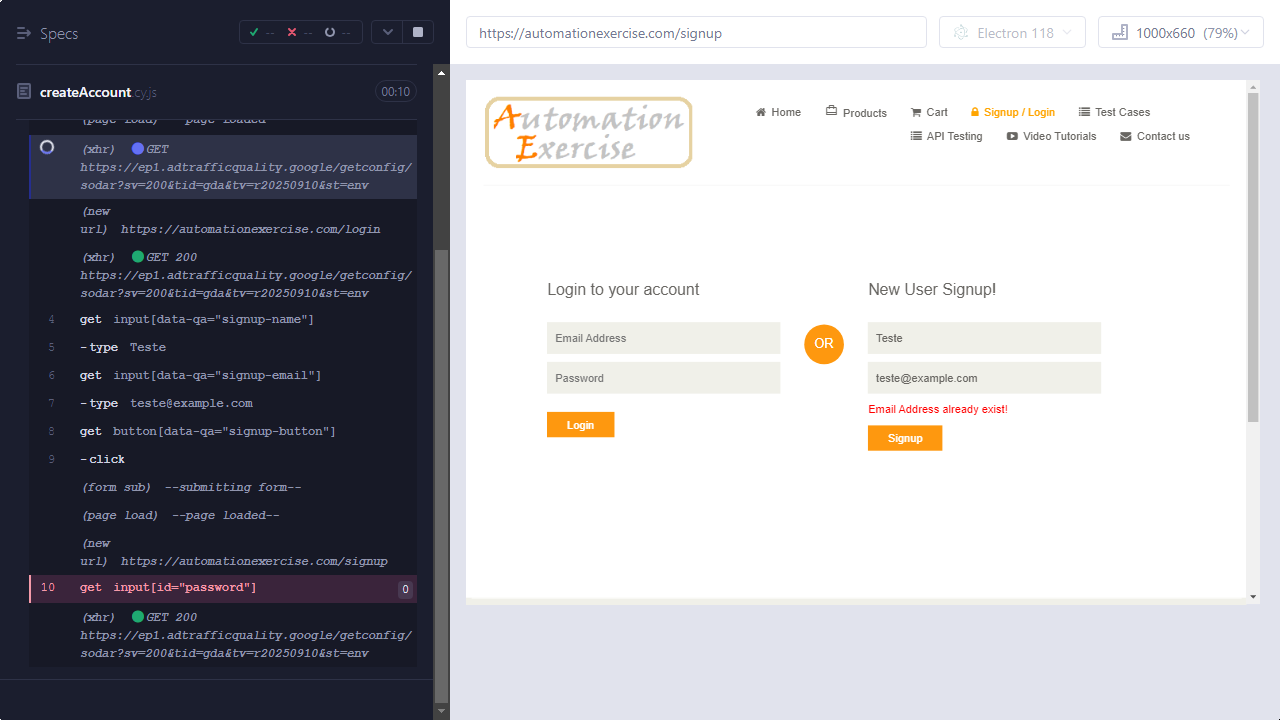 Specs
--
--
--
createAccount.cy.js
00:10
(page load) --page loaded--
(xhr) GET
https://ep1.adtrafficquality.google/getconfig/
sodar?sv=200&tid=gda&tv=r20250910&st=env
(new
url) https://automationexercise.com/login
(xhr) GET 200
https://ep1.adtrafficquality.google/getconfig/
sodar?sv=200&tid=gda&tv=r20250910&st=env
4 get input[data-qa="signup-name"]
5 -type Teste
6 get input[data-qa="signup-email"]
7 -type teste@example.com
8 get button[data-qa="signup-button"]
9 -click
(form sub) --submitting form--
(page load) --page loaded--
(new
url) https://automationexercise.com/signup
10 get input[id="password"] 0
(xhr) GET 200
https://ep1.adtrafficquality.google/getconfig/
sodar?sv=200&tid=gda&tv=r20250910&st=env
https://automationexercise.com/signup
Electron 118
1000x660 (79%)
Automation
Exercise
Home
Products
Cart
Signup / Login
Test Cases
API Testing
Video Tutorials
Contact us
Login to your account
Email Address
Password
Login
OR
New User Signup!
Teste
teste@example.com
Email Address already exist!
Signup